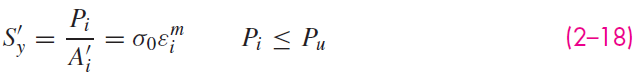 S′_y = P_i / A′_i = σ_0 ε_i^m    P_i ≤ P_u    (2–18)